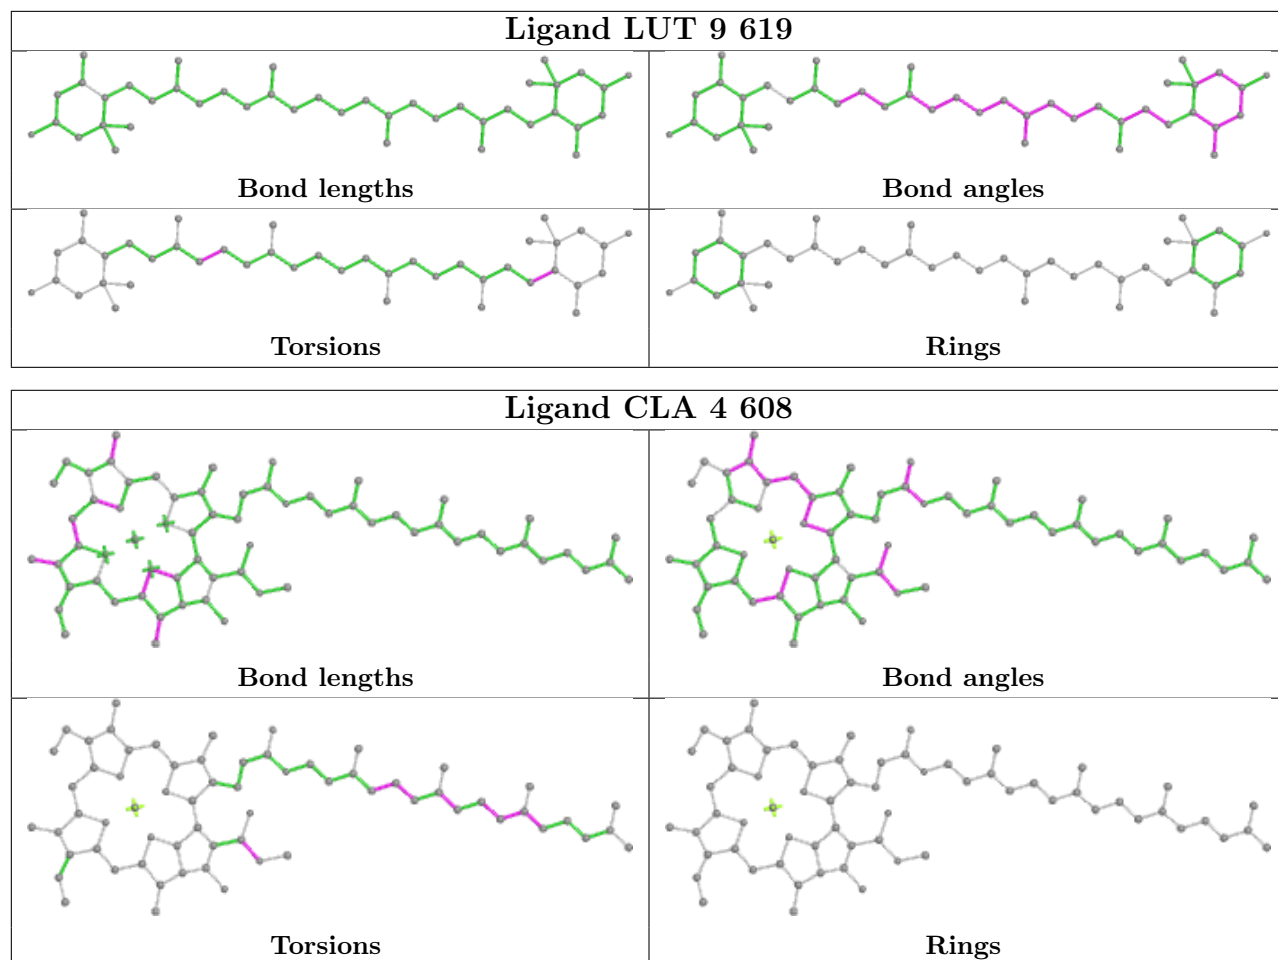 Ligand LUT 9 619
Bond lengths
Bond angles
Torsions
Rings
Ligand CLA 4 608
Bond lengths
Bond angles
Torsions
Rings